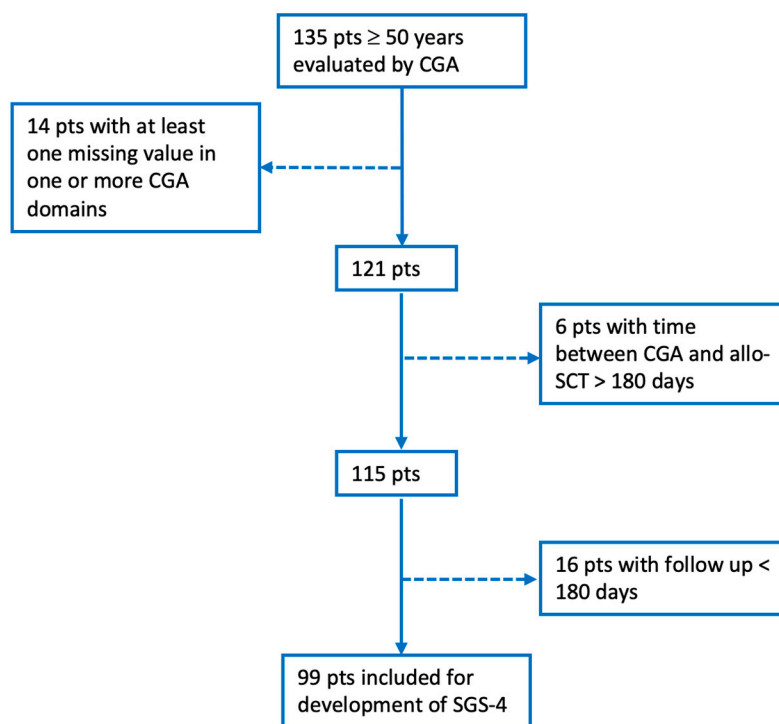 135 pts ≥ 50 years
evaluated by CGA
14 pts with at least
one missing value in
one or more CGA
domains
121 pts
6 pts with time
between CGA and allo-
SCT > 180 days
115 pts
16 pts with follow up <
180 days
99 pts included for
development of SGS-4